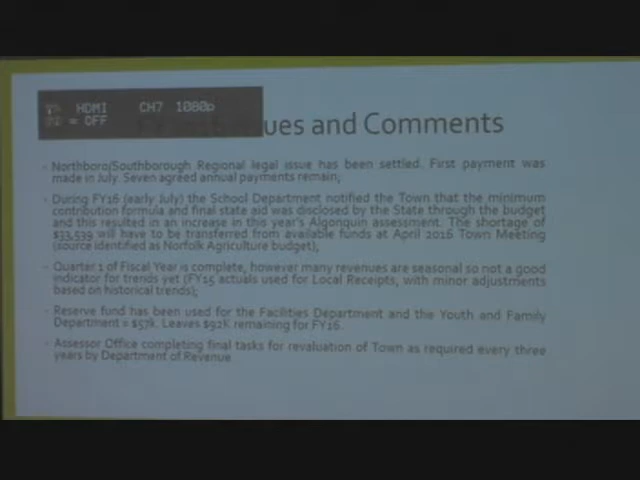 HDMI CH7 1080p
= OFF
ues and Comments
Northboro/Southborough Regional legal issue has been settled. First payment was
made in July. Seven agreed annual payments remain;
During FY16 (early July) the School Department notified the Town that the minimum
contribution formula and final state aid was disclosed by the State through the budget
and this resulted in an increase in this year's Algonquin assessment. The shortage of
$33,539 will have to be transferred from available funds at April 2016 Town Meeting
(source identified as Norfolk Agriculture budget);
Quarter 1 of Fiscal Year is complete, however many revenues are seasonal so not a good
indicator for trends yet (FY15 actuals used for Local Receipts, with minor adjustments
based on historical trends);
Reserve fund has been used for the Facilities Department and the Youth and Family
Department = $57k. Leaves $92K remaining for FY16.
Assessor Office completing final tasks for revaluation of Town as required every three
years by Department of Revenue